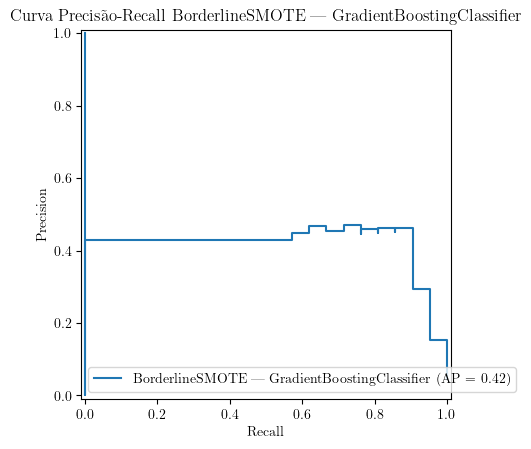 Curva Precisão-Recall BorderlineSMOTE — GradientBoostingClassifier
1.0
0.8
0.6
0.4
0.2
0.0
Precision
BorderlineSMOTE — GradientBoostingClassifier (AP = 0.42)
0.0 0.2 0.4 0.6 0.8 1.0
Recall